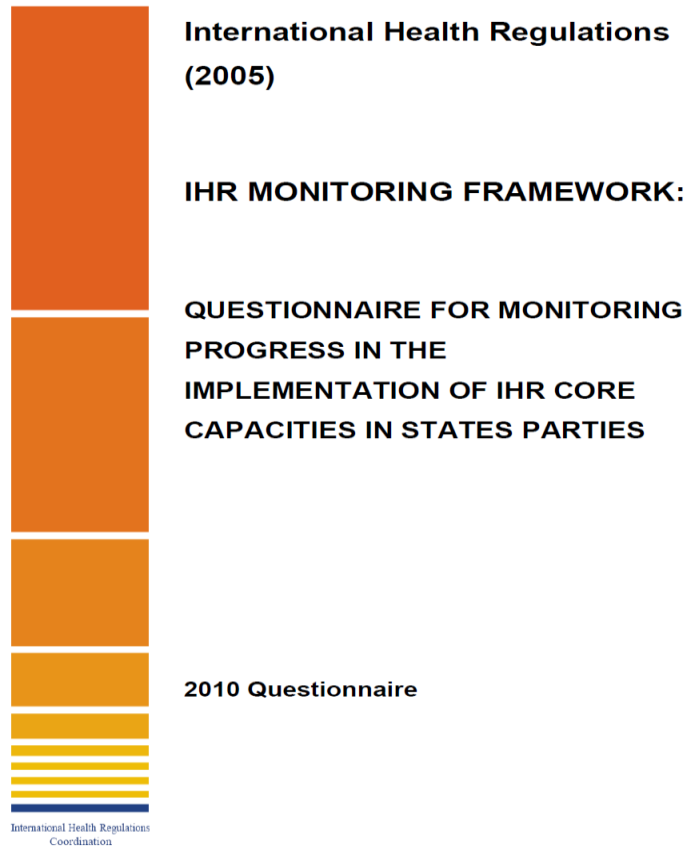 International Health Regulations
(2005)
IHR MONITORING FRAMEWORK:
QUESTIONNAIRE FOR MONITORING
PROGRESS IN THE
IMPLEMENTATION OF IHR CORE
CAPACITIES IN STATES PARTIES
2010 Questionnaire
International Health Regulations
Coordination